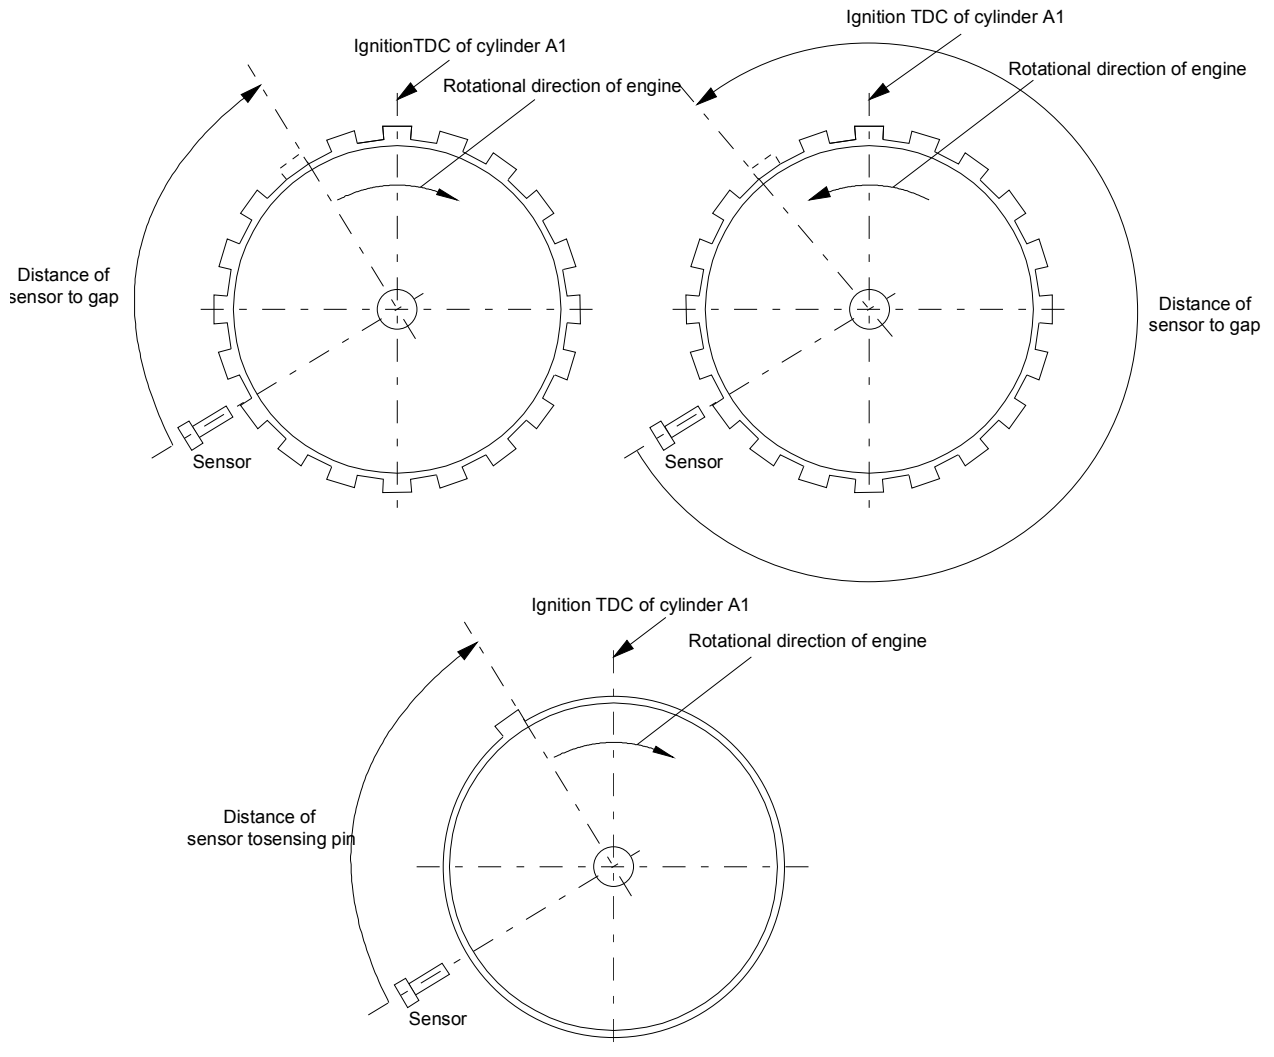 IgnitionTDC of cylinder A1
Rotational direction of engine
Distance of
sensor to gap
Sensor
Ignition TDC of cylinder A1
Rotational direction of engine
Distance of
sensor to gap
Sensor
Ignition TDC of cylinder A1
Rotational direction of engine
Distance of
sensor tosensing pin
Sensor